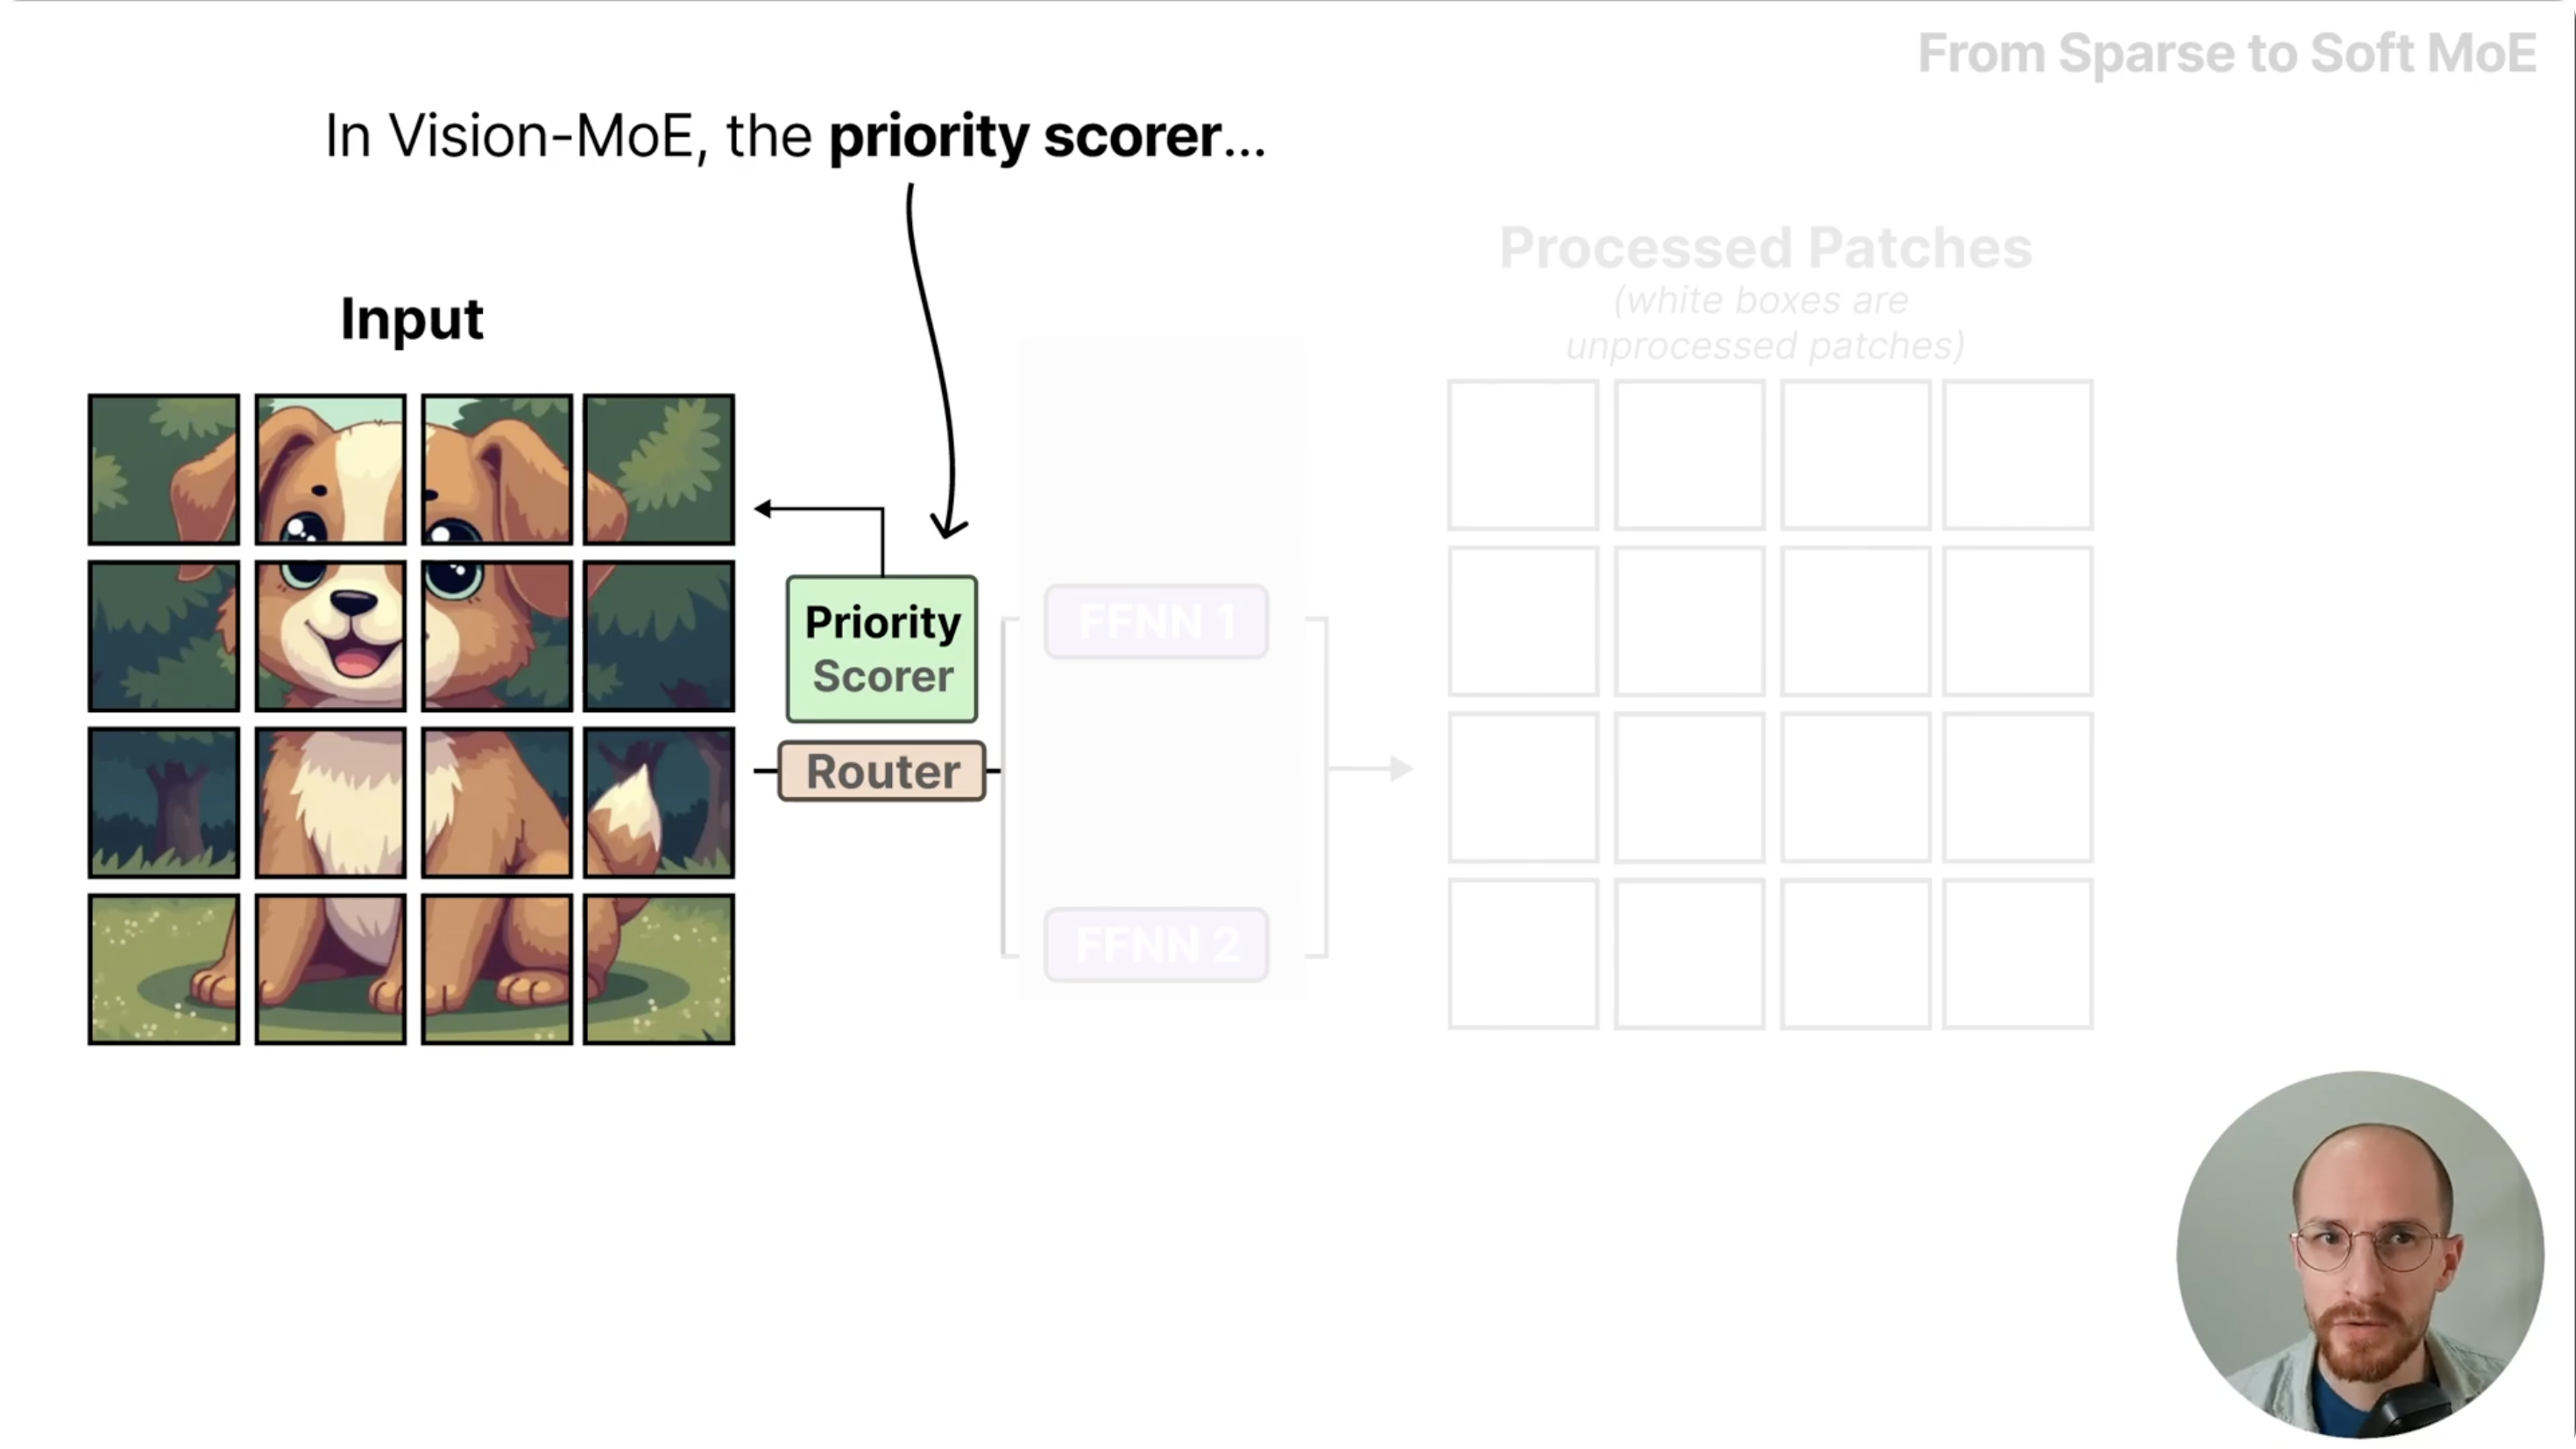 From Sparse to Soft MoE
In Vision-MoE, the priority scorer...
Processed Patches
(white boxes are
unprocessed patches)
Input
Priority
Scorer
Router
FFNN 1
FFNN 2